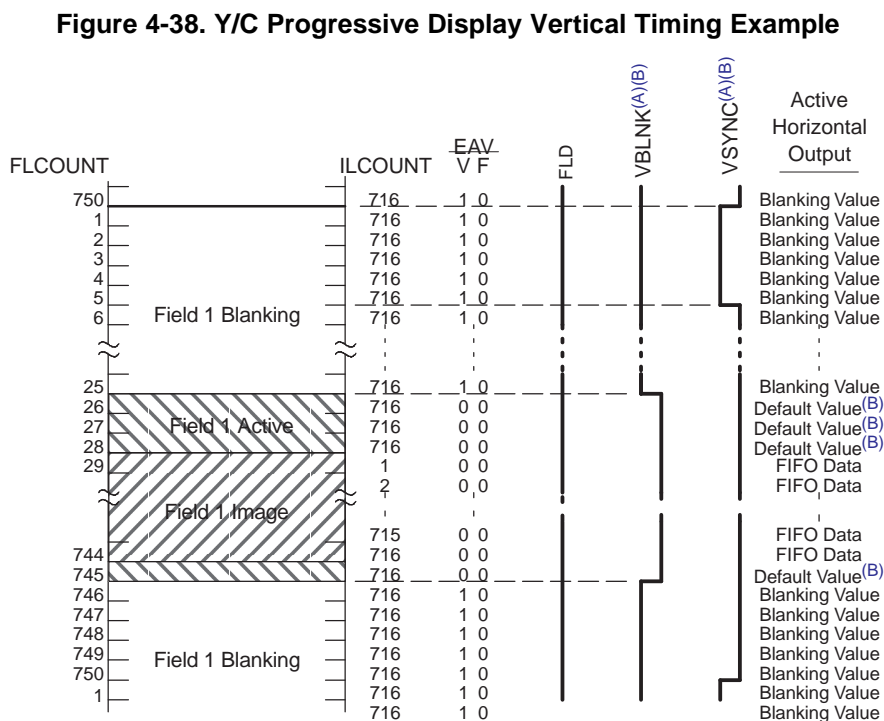 Figure 4-38. Y/C Progressive Display Vertical Timing Example
FLCOUNT ILCOUNT EAV V F FLD VBLNK(A)(B) VSYNC(A)(B) Active Horizontal Output
750 716 1 0 Blanking Value
1 716 1 0 Blanking Value
2 716 1 0 Blanking Value
3 716 1 0 Blanking Value
4 716 1 0 Blanking Value
5 716 1 0 Blanking Value
6 Field 1 Blanking 716 1 0 Blanking Value
25 716 1 0 Blanking Value
26 716 0 0 Default Value(B)
27 Field 1 Active 716 0 0 Default Value(B)
28 716 0 0 Default Value(B)
29 1 0 0 FIFO Data
2 0 0 FIFO Data
Field 1 Image
715 0 0 FIFO Data
744 716 0 0 FIFO Data
745 716 0 0 Default Value(B)
746 716 1 0 Blanking Value
747 716 1 0 Blanking Value
748 716 1 0 Blanking Value
749 Field 1 Blanking 716 1 0 Blanking Value
750 716 1 0 Blanking Value
1 716 1 0 Blanking Value
716 1 0 Blanking Value